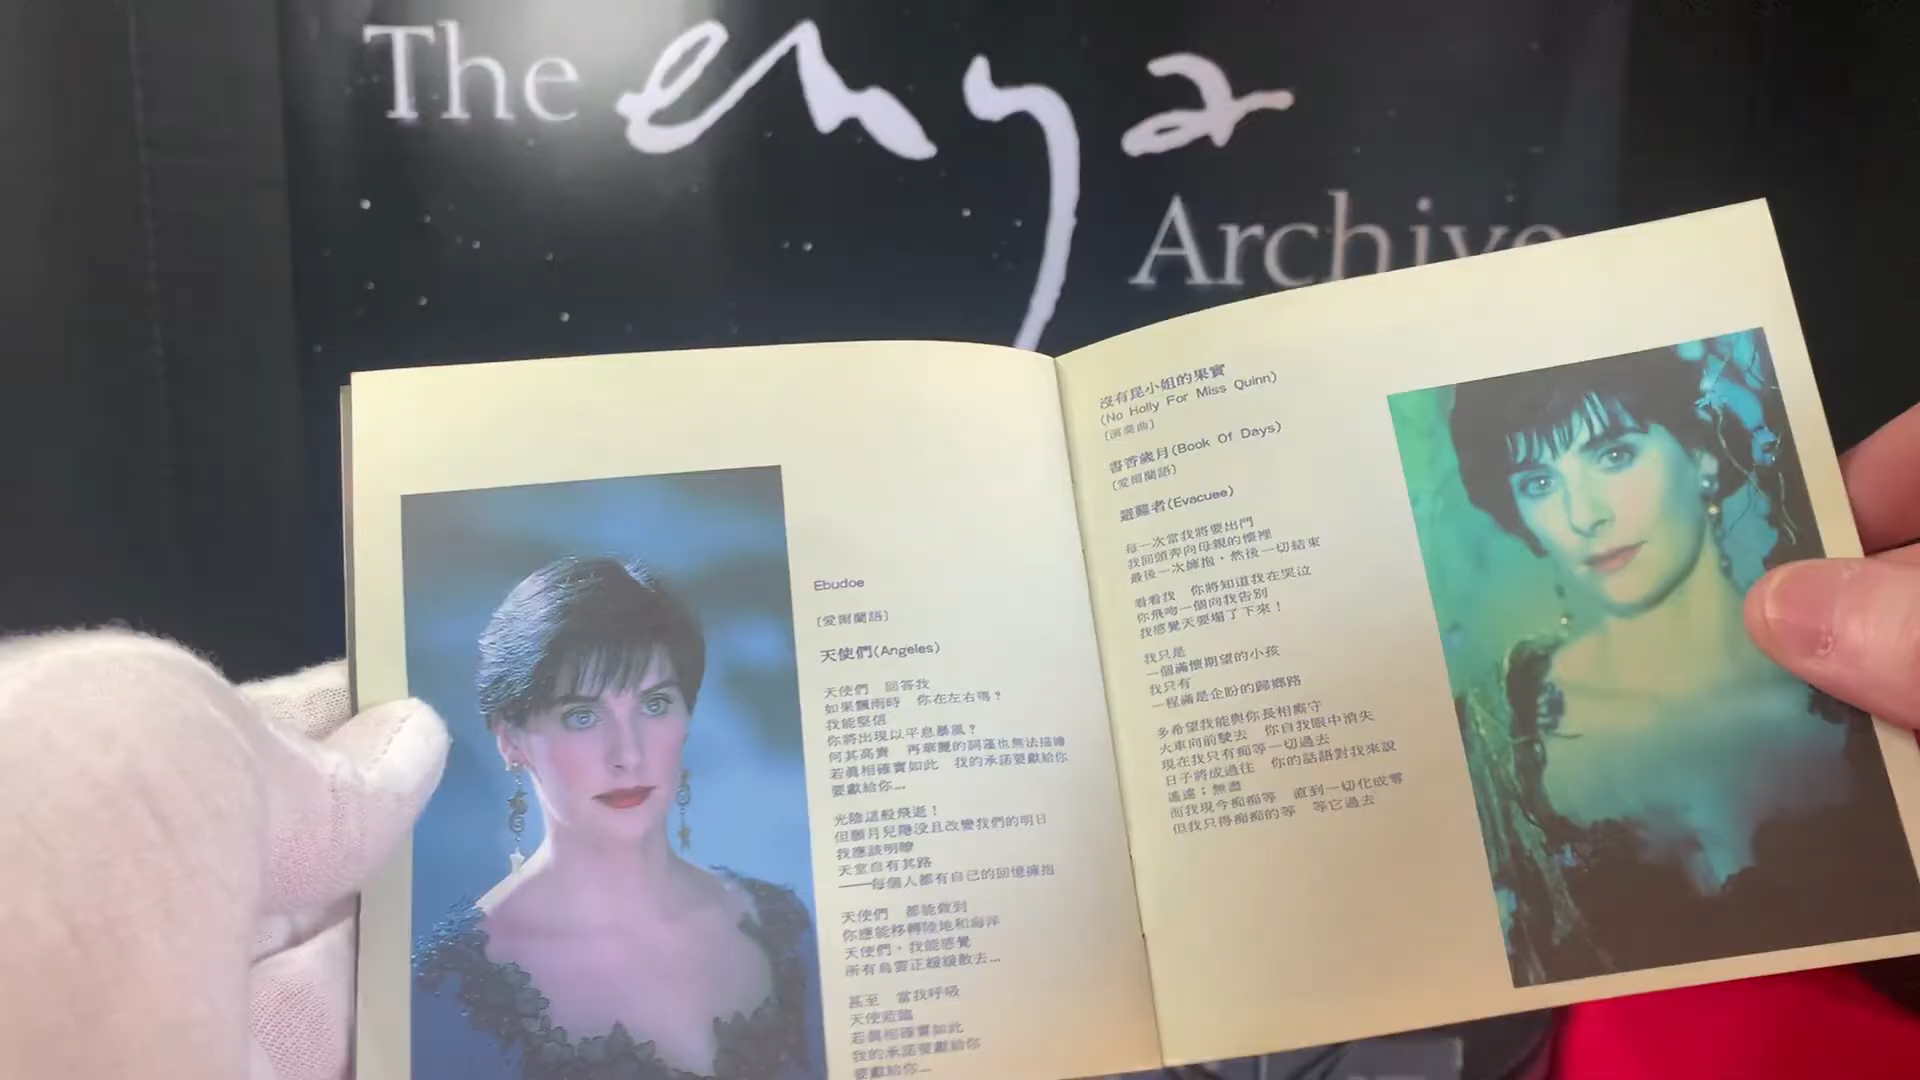 The enya
Archive
Ebudoe
〔愛爾蘭語〕
天使們(Angeles)
天使們 回答我
如果飄雨時 你在左右嗎？
我能堅信
你將出現以平息暴風？
何其高貴 再華麗的詞藻也無法描繪
若真相確實如此 我的承諾要獻給你
要獻給你…
光陰這般飛逝！
但願月兒隱没且改變我們的明日
我應該明瞭
天堂自有其路
——每個人都有自己的回憶擁抱
天使們 都能做到
你應能移轉陸地和海洋
天使們，我能感覺
所有烏雲正緩緩散去…
甚至 當我呼吸
天使蒞臨
若真相確實如此
我的承諾要獻給你
要獻給你…
沒有昆小姐的果實
(No Holly For Miss Quinn)
〔演奏曲〕
書香歲月(Book Of Days)
〔愛爾蘭語〕
避難者(Evacuee)
每一次當我將要出門
我回頭奔向母親的懷裡
最後一次擁抱，然後一切結束
看看我 你將知道我在哭泣
你飛吻一個向我告別
我感覺天要塌了下來！
我只是
一個滿懷期望的小孩
我只有
一程滿是企盼的歸鄉路
多希望我能與你長相廝守
火車向前駛去 你自我眼中消失
現在我只有痴等一切過去
日子將成過往 你的話語對我來說
遙遠；無盡
而我現今痴痴等 直到一切化成零
但我只得痴痴的等 等它過去